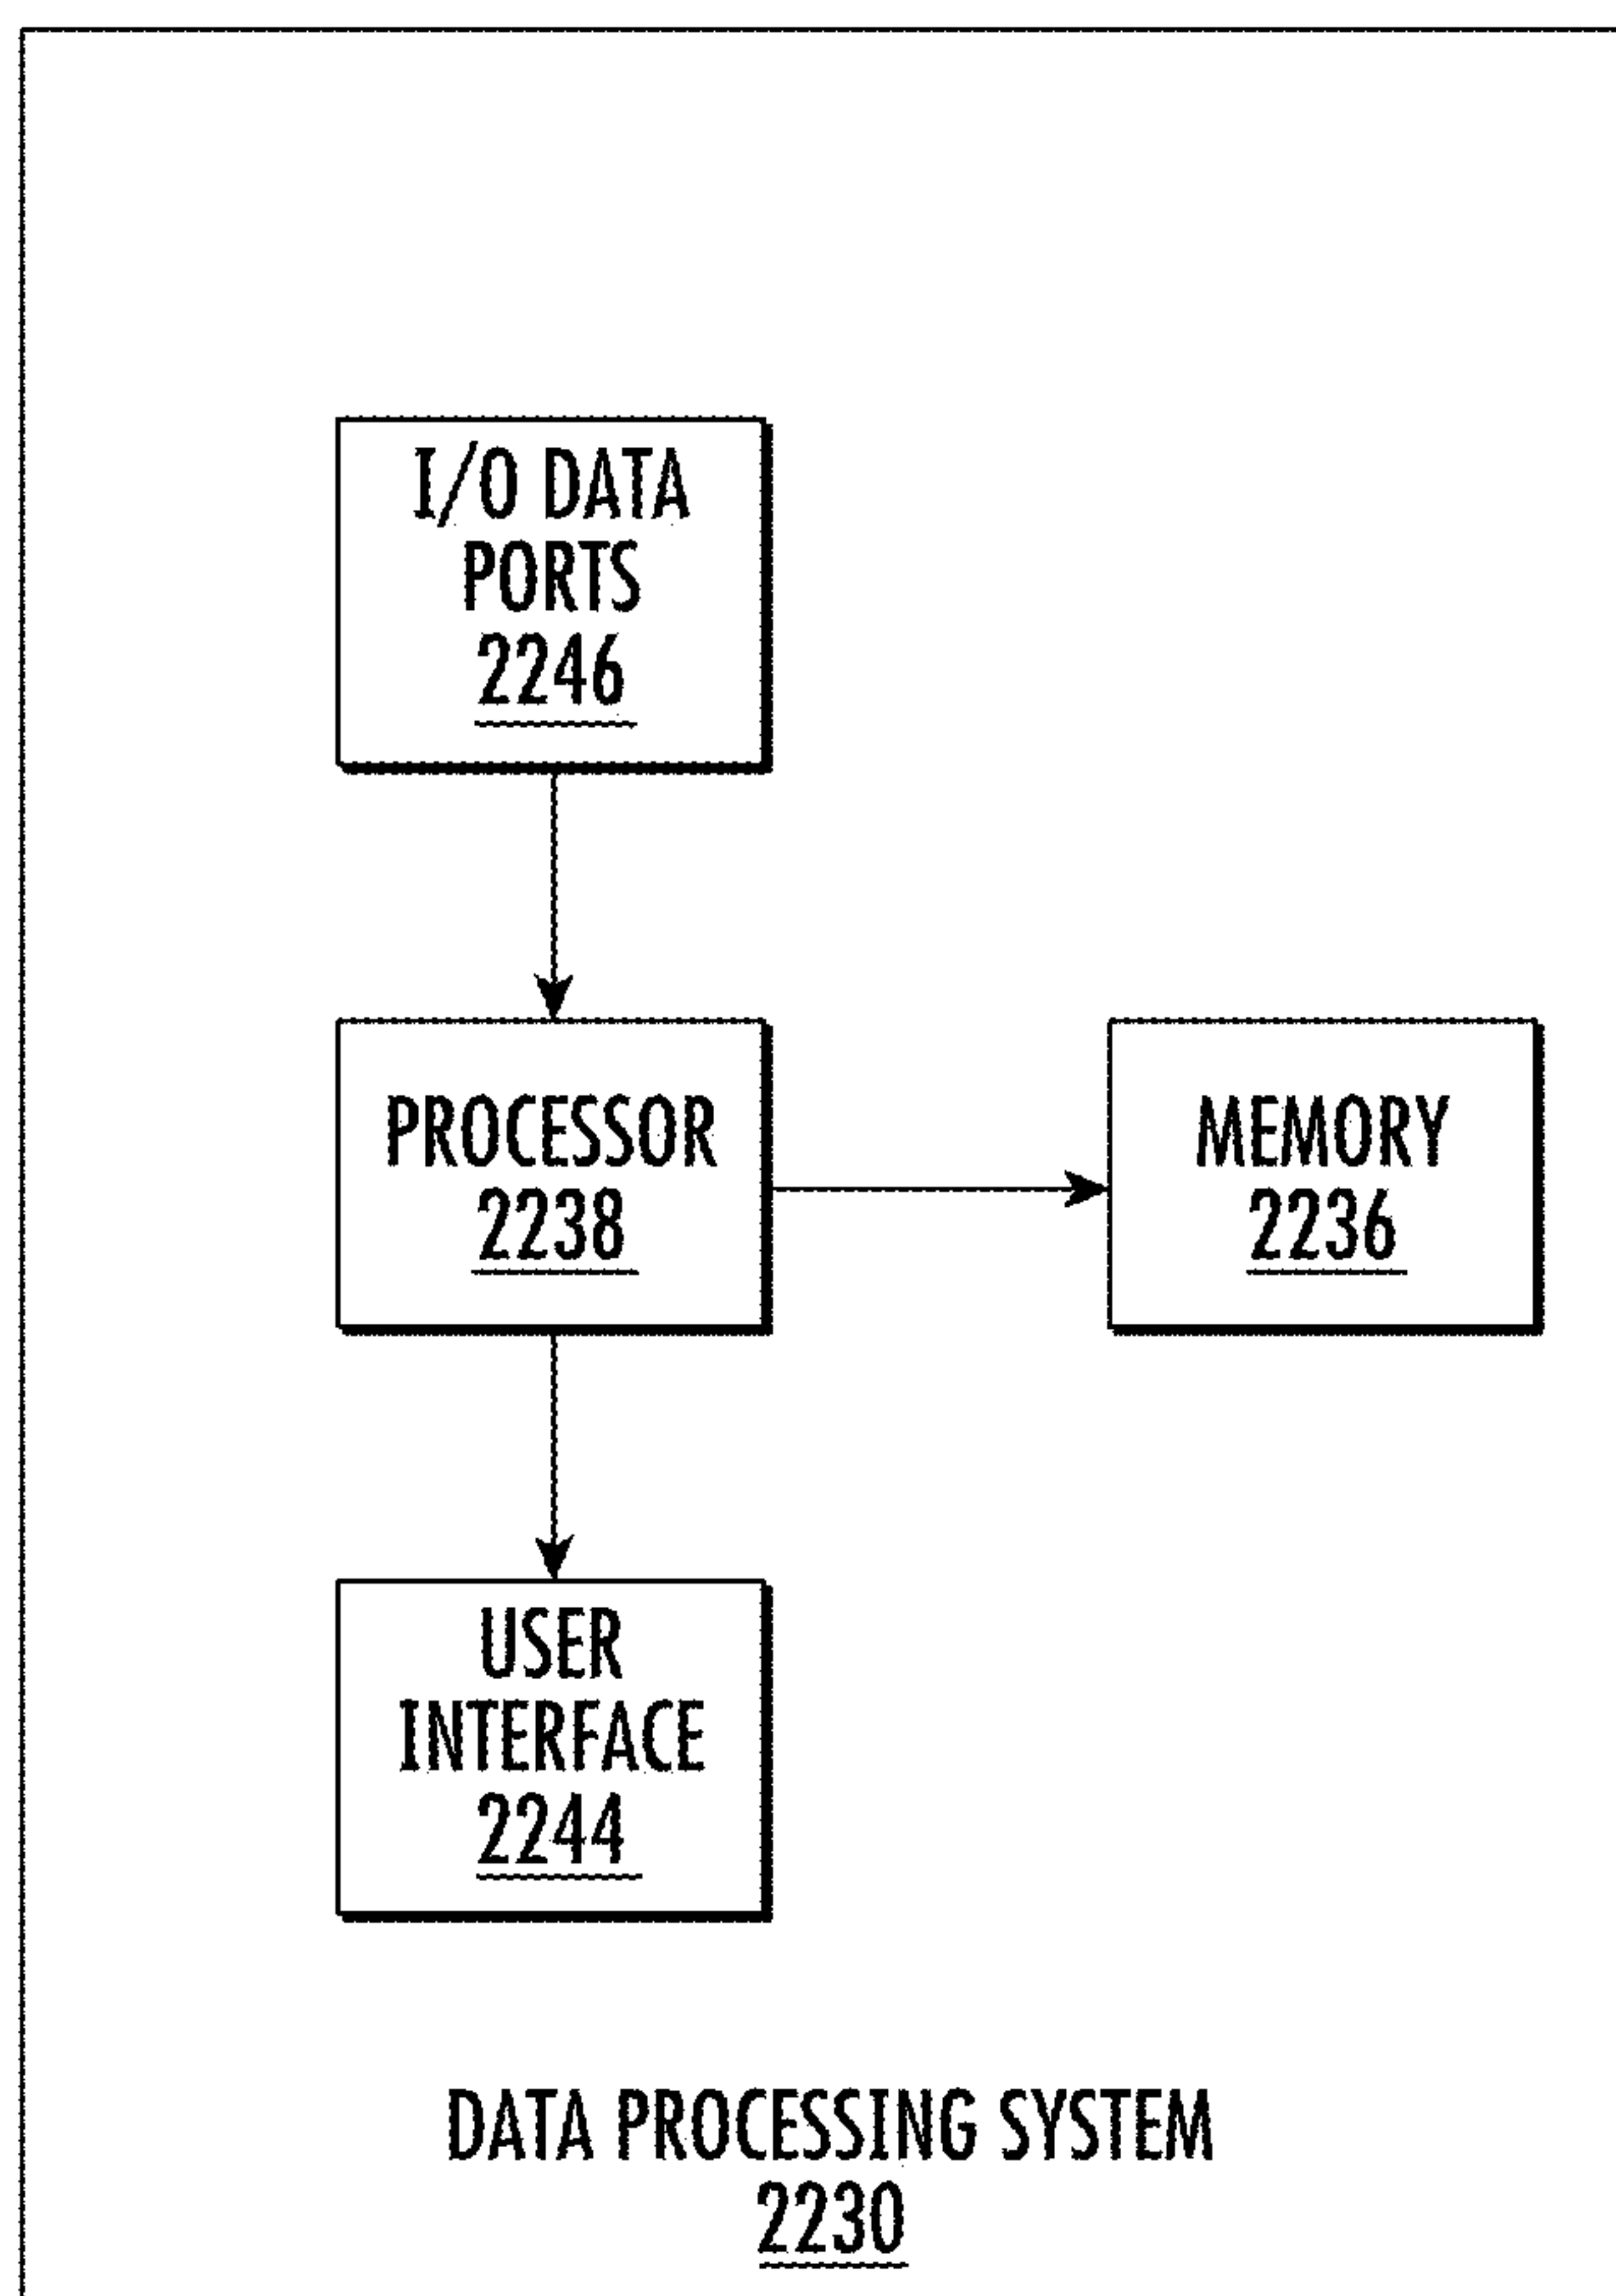 I/O DATA
PORTS
2246
PROCESSOR
2238
MEMORY
2236
USER
INTERFACE
2244
DATA PROCESSING SYSTEM
2230